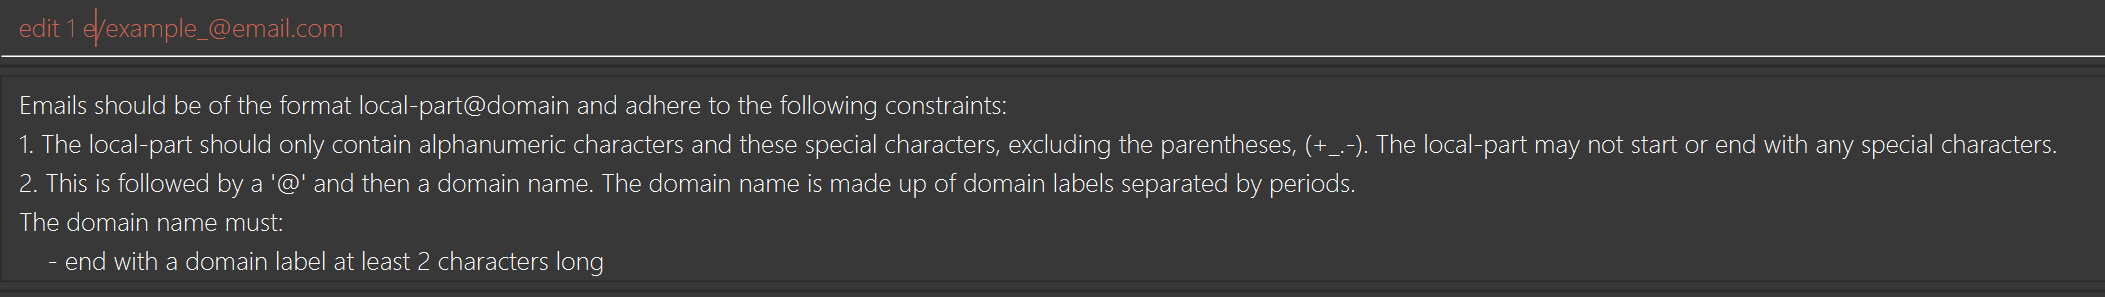 edit 1 e/example_@email.com
Emails should be of the format local-part@domain and adhere to the following constraints:
1. The local-part should only contain alphanumeric characters and these special characters, excluding the parentheses, (+_.-). The local-part may not start or end with any special characters.
2. This is followed by a '@' and then a domain name. The domain name is made up of domain labels separated by periods.
The domain name must:
- end with a domain label at least 2 characters long